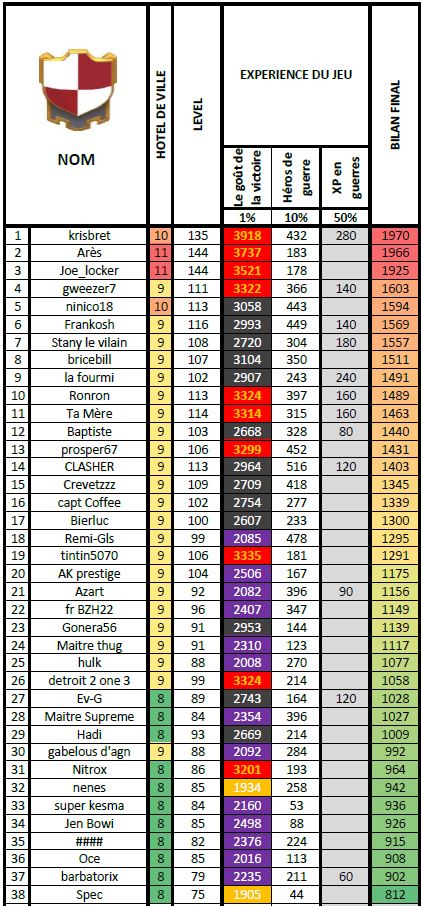 NOM
HOTEL DE VILLE
LEVEL
EXPERIENCE DU JEU
BILAN FINAL
Le goût de la victoire
Héros de guerre
XP en guerres
1% 10% 50%
1 krisbret 10 135 3918 432 280 1970
2 Arès 11 144 3737 183 1966
3 Joe_locker 11 144 3521 178 1925
4 gweezer7 9 111 3322 366 140 1603
5 ninico18 10 113 3058 443 1594
6 Frankosh 9 116 2993 449 140 1569
7 Stany le vilain 9 108 2720 304 180 1557
8 bricebill 9 107 3104 350 1511
9 la fourmi 9 102 2907 243 240 1491
10 Ronron 9 113 3324 397 160 1489
11 Ta Mère 9 114 3314 315 160 1463
12 Baptiste 9 103 2668 328 80 1440
13 prosper67 9 106 3299 452 1431
14 CLASHER 9 113 2964 516 120 1403
15 Crevetzzz 9 109 2709 418 1345
16 capt Coffee 9 102 2754 277 1339
17 Bierluc 9 100 2607 233 1300
18 Remi-Gls 9 99 2085 478 1295
19 tintin5070 9 106 3335 181 1291
20 AK prestige 9 104 2506 167 1175
21 Azart 9 92 2082 396 90 1156
22 fr BZH22 9 96 2407 347 1149
23 Gonera56 9 91 2953 144 1139
24 Maitre thug 9 91 2310 123 1117
25 hulk 9 88 2008 270 1077
26 detroit 2 one 3 9 99 3324 214 1058
27 Ev-G 8 89 2743 164 120 1028
28 Maitre Supreme 8 84 2354 396 1027
29 Hadi 8 93 2669 214 1009
30 gabelous d'agn 9 88 2092 284 992
31 Nitrox 8 86 3201 193 964
32 nenes 8 85 1934 258 942
33 super kesma 8 84 2160 53 936
34 Jen Bowi 8 85 2498 88 926
35 #### 8 82 2376 224 915
36 Oce 8 85 2016 113 908
37 barbatorix 8 79 2235 211 60 902
38 Spec 8 75 1905 44 812